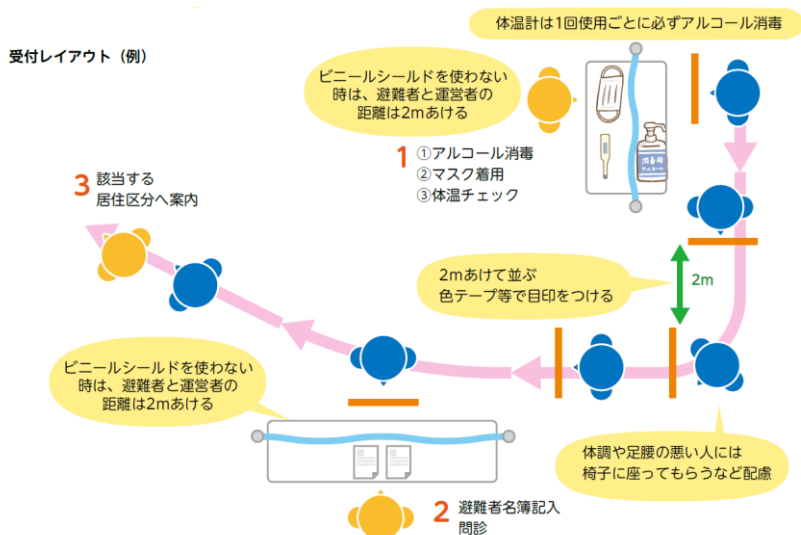 受付レイアウト（例）
体温計は1回使用ごとに必ずアルコール消毒
ビニールシールドを使わない
時は、避難者と運営者の
距離は2mあける
1 ①アルコール消毒
②マスク着用
③体温チェック
消毒用
アルコール
3 該当する
居住区分へ案内
2mあけて並ぶ
色テープ等で目印をつける
2m
ビニールシールドを使わない
時は、避難者と運営者の
距離は2mあける
体調や足腰の悪い人には
椅子に座ってもらうなど配慮
2 避難者名簿記入
問診